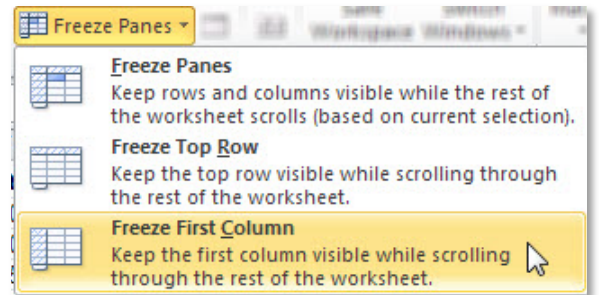 Freeze Panes
Freeze Panes
Keep rows and columns visible while the rest of
the worksheet scrolls (based on current selection).
Freeze Top Row
Keep the top row visible while scrolling through
the rest of the worksheet.
Freeze First Column
Keep the first column visible while scrolling
through the rest of the worksheet.